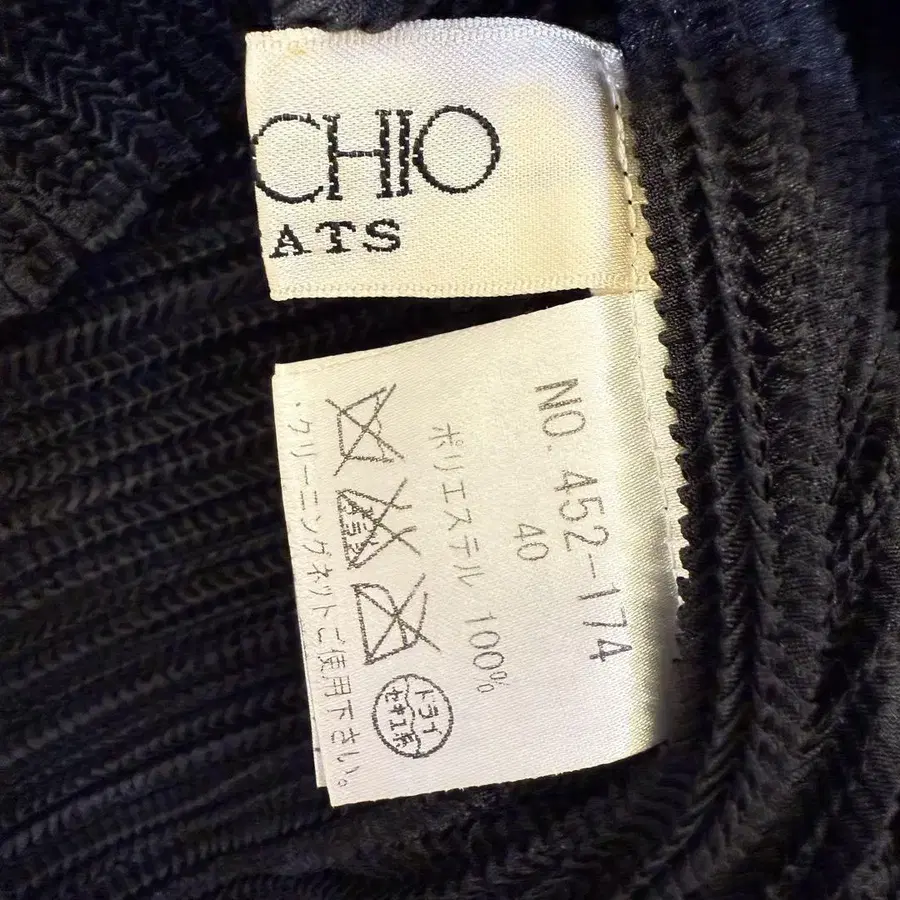 CHIO
ATS
NO. 452-174
40
ポリエステル 100%
ドライ
セキユ系
・クリーニングネットご使用下さい。